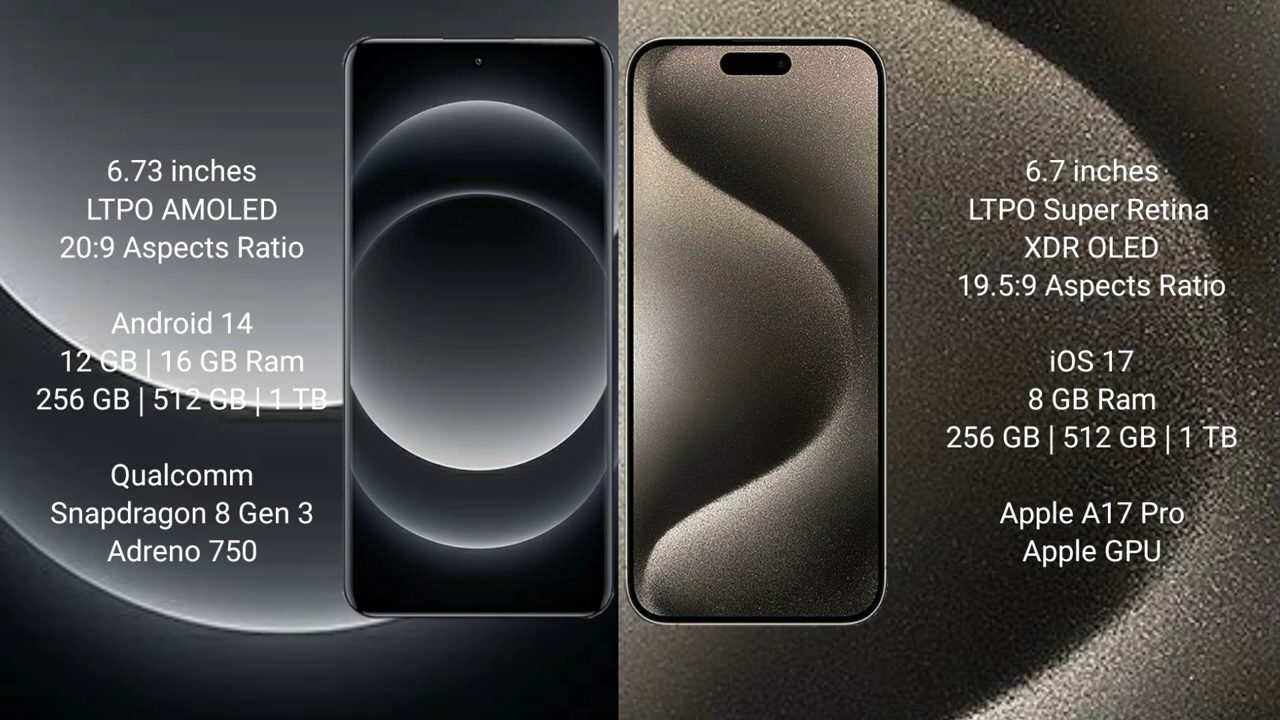 6.73 inches
LTPO AMOLED
20:9 Aspects Ratio
Android 14
12 GB | 16 GB Ram
256 GB | 512 GB | 1 TB
Qualcomm
Snapdragon 8 Gen 3
Adreno 750
6.7 inches
LTPO Super Retina
XDR OLED
19.5:9 Aspects Ratio
iOS 17
8 GB Ram
256 GB | 512 GB | 1 TB
Apple A17 Pro
Apple GPU